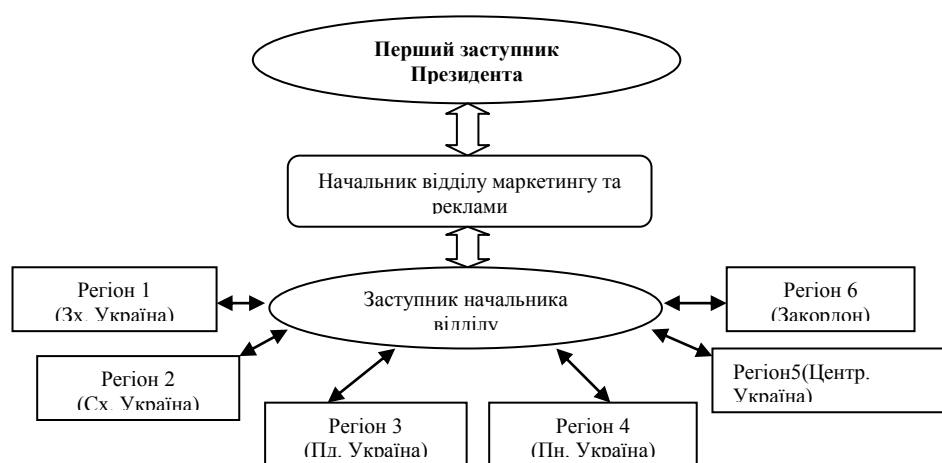 Перший заступник
Президента
Начальник відділу маркетингу та
реклами
Заступник начальника
відділу
Регіон 1
(Зх. Україна)
Регіон 6
(Закордон)
Регіон 2
(Сх. Україна)
Регіон5(Центр.
Україна)
Регіон 3
(Пд. Україна)
Регіон 4
(Пн. Україна)